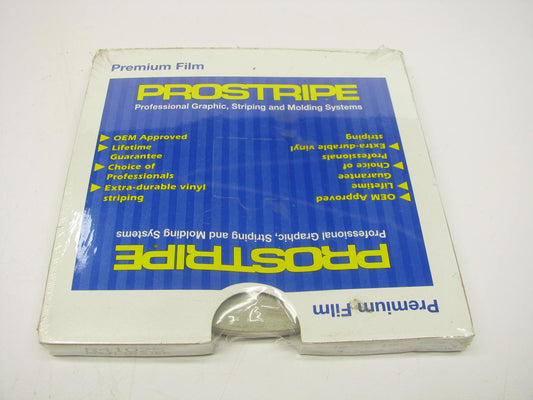 Premium Film
PROSTRIPE
Professional Graphic, Striping and Molding Systems
OEM Approved
Lifetime
Guarantee
Choice of
Professionals
Extra-durable vinyl
striping
Premium Film
PROSTRIPE
Professional Graphic, Striping and Molding Systems
OEM Approved
Lifetime
Guarantee
Choice of
Professionals
Extra-durable vinyl
striping